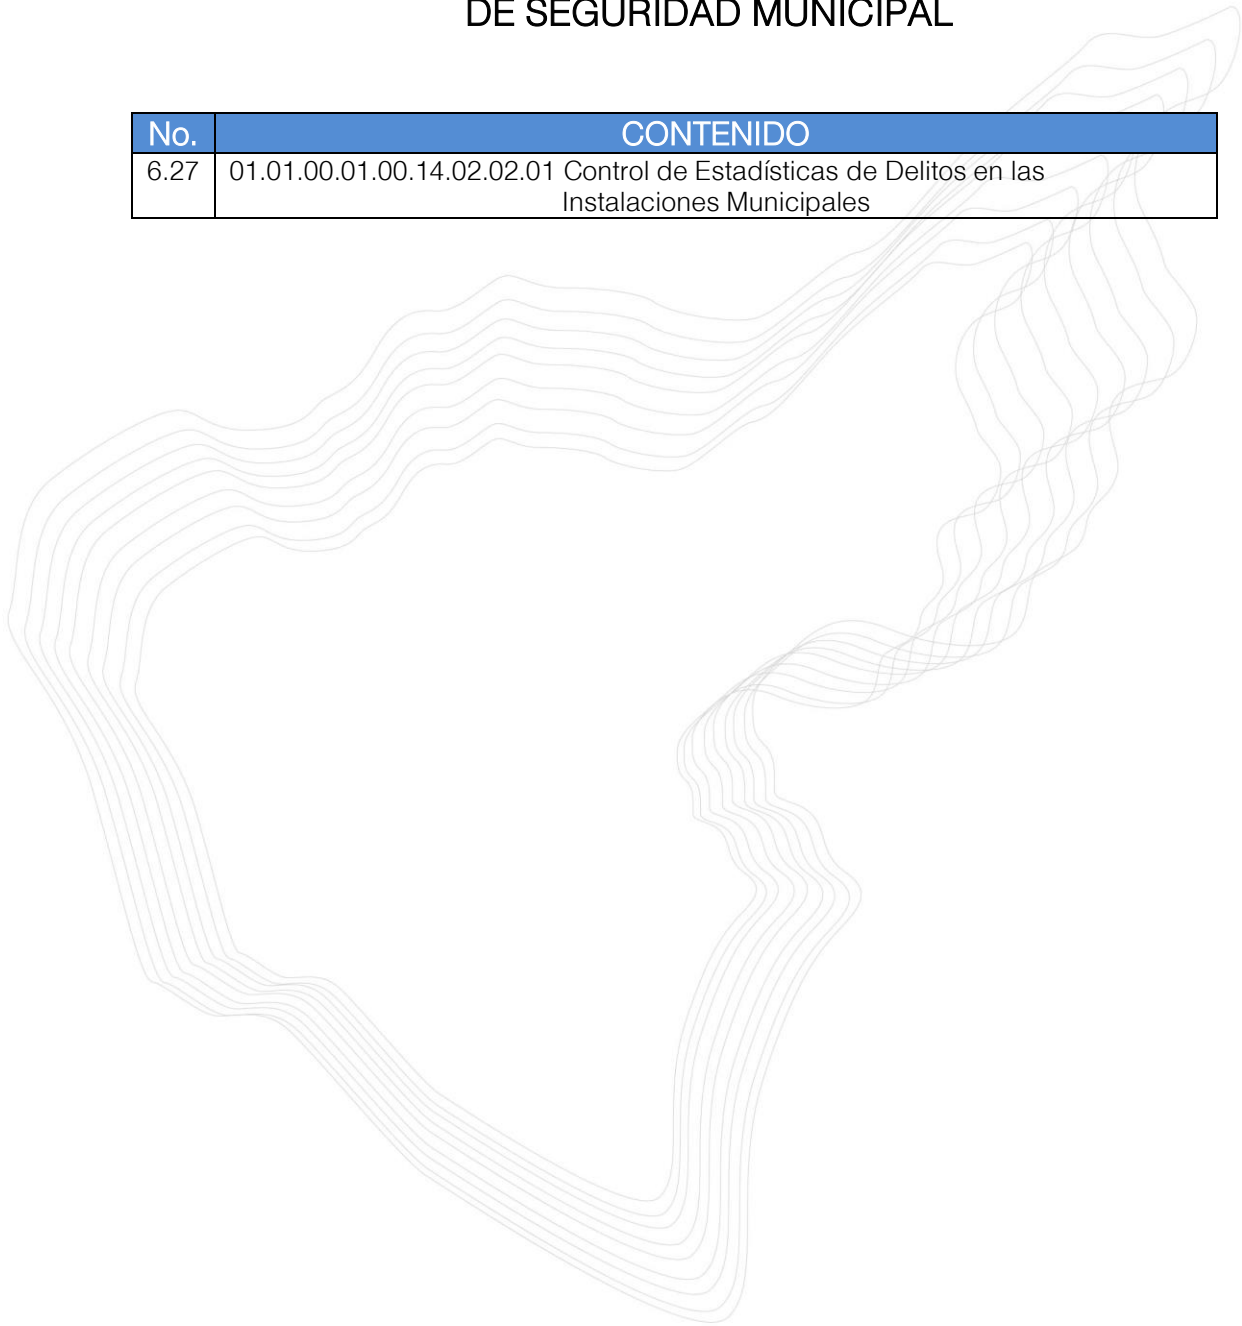 DE SEGURIDAD MUNICIPAL
No. CONTENIDO
6.27 01.01.00.01.00.14.02.02.01 Control de Estadísticas de Delitos en las
Instalaciones Municipales